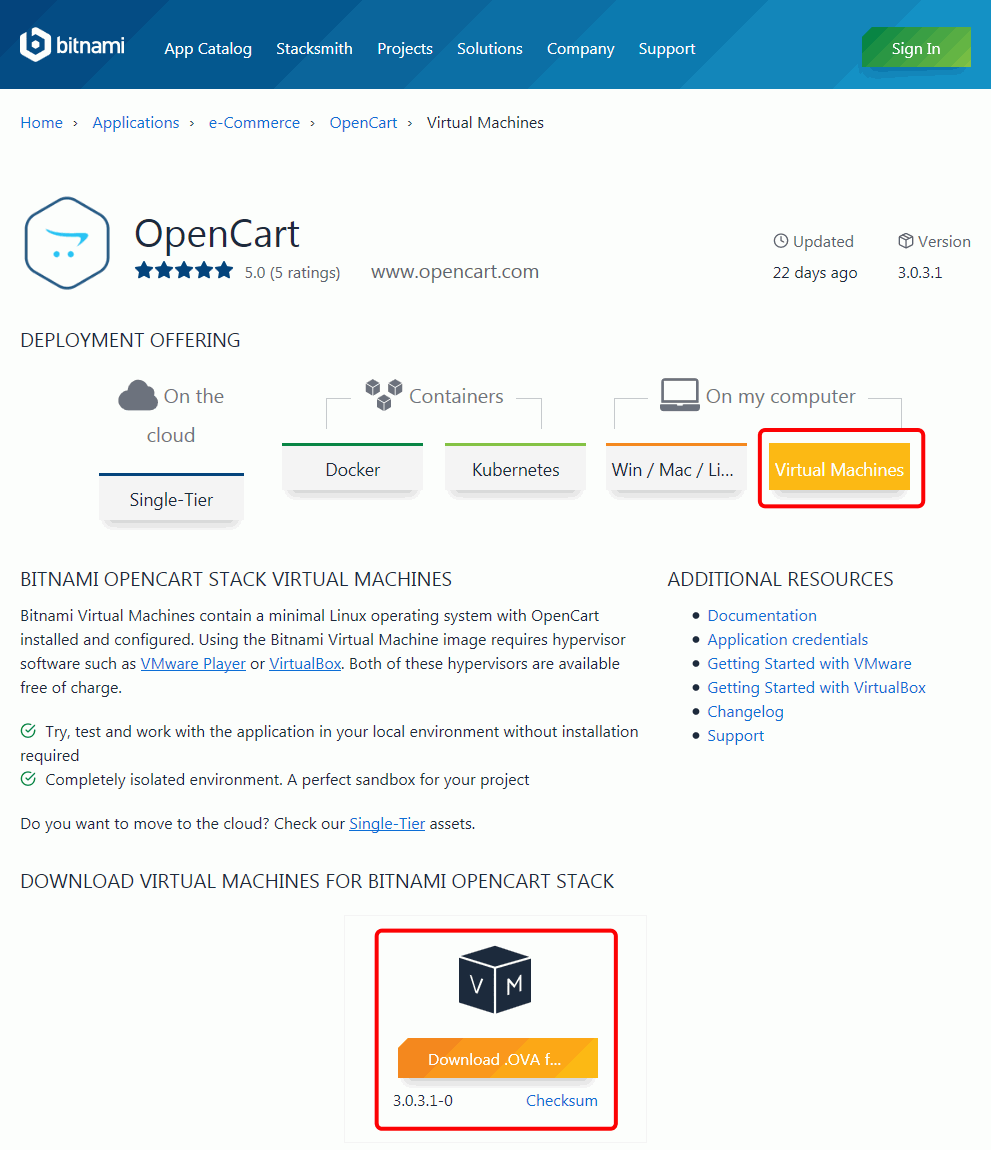 bitnami App Catalog Stacksmith Projects Solutions Company Support Sign In
Home › Applications › e-Commerce › OpenCart › Virtual Machines
OpenCart
5.0 (5 ratings) www.opencart.com
Updated Version
22 days ago 3.0.3.1
DEPLOYMENT OFFERING
On the cloud
Single-Tier
Containers
Docker Kubernetes
On my computer
Win / Mac / Li... Virtual Machines
BITNAMI OPENCART STACK VIRTUAL MACHINES
Bitnami Virtual Machines contain a minimal Linux operating system with OpenCart
installed and configured. Using the Bitnami Virtual Machine image requires hypervisor
software such as VMware Player or VirtualBox. Both of these hypervisors are available
free of charge.
Try, test and work with the application in your local environment without installation
required
Completely isolated environment. A perfect sandbox for your project
Do you want to move to the cloud? Check our Single-Tier assets.
ADDITIONAL RESOURCES
Documentation
Application credentials
Getting Started with VMware
Getting Started with VirtualBox
Changelog
Support
DOWNLOAD VIRTUAL MACHINES FOR BITNAMI OPENCART STACK
V M
Download .OVA f...
3.0.3.1-0 Checksum